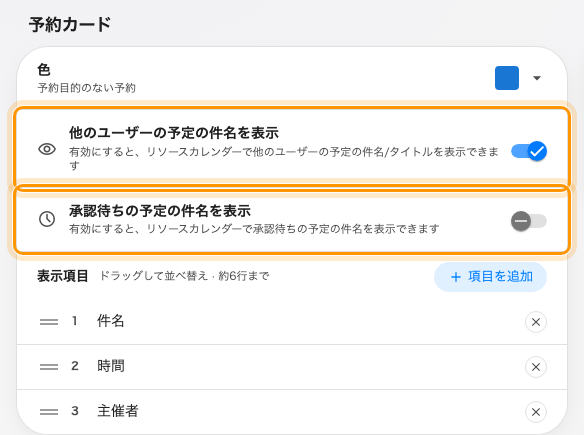 予約カード
色
予約目的のない予約
他のユーザーの予定の件名を表示
有効にすると、リソースカレンダーで他のユーザーの予定の件名/タイトルを表示できま
す
承認待ちの予定の件名を表示
有効にすると、リソースカレンダーで承認待ちの予定の件名を表示できます
表示項目 ドラッグして並べ替え · 約6行まで + 項目を追加
1 件名
2 時間
3 主催者